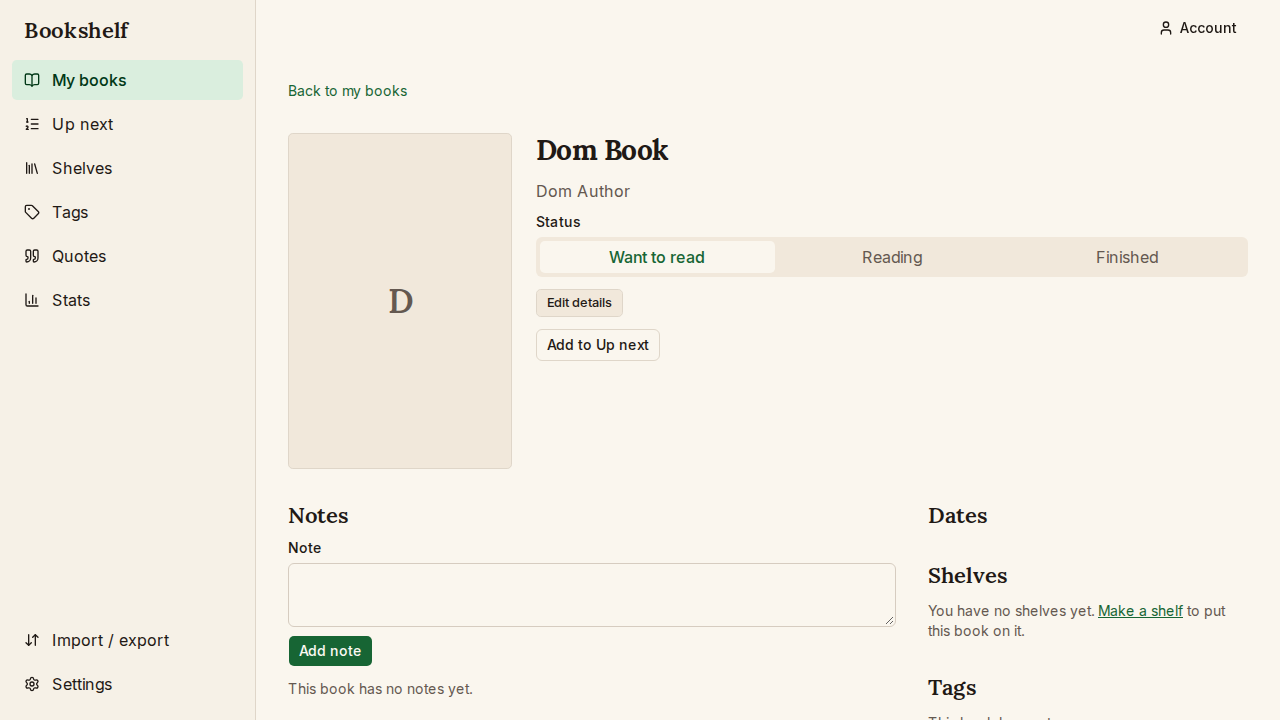 Bookshelf
My books
Up next
Shelves
Tags
Quotes
Stats
Import / export
Settings
Account
Back to my books
D
Dom Book
Dom Author
Status
Want to read
Reading
Finished
Edit details
Add to Up next
Notes
Note
Add note
This book has no notes yet.
Dates
Shelves
You have no shelves yet. Make a shelf to put
this book on it.
Tags